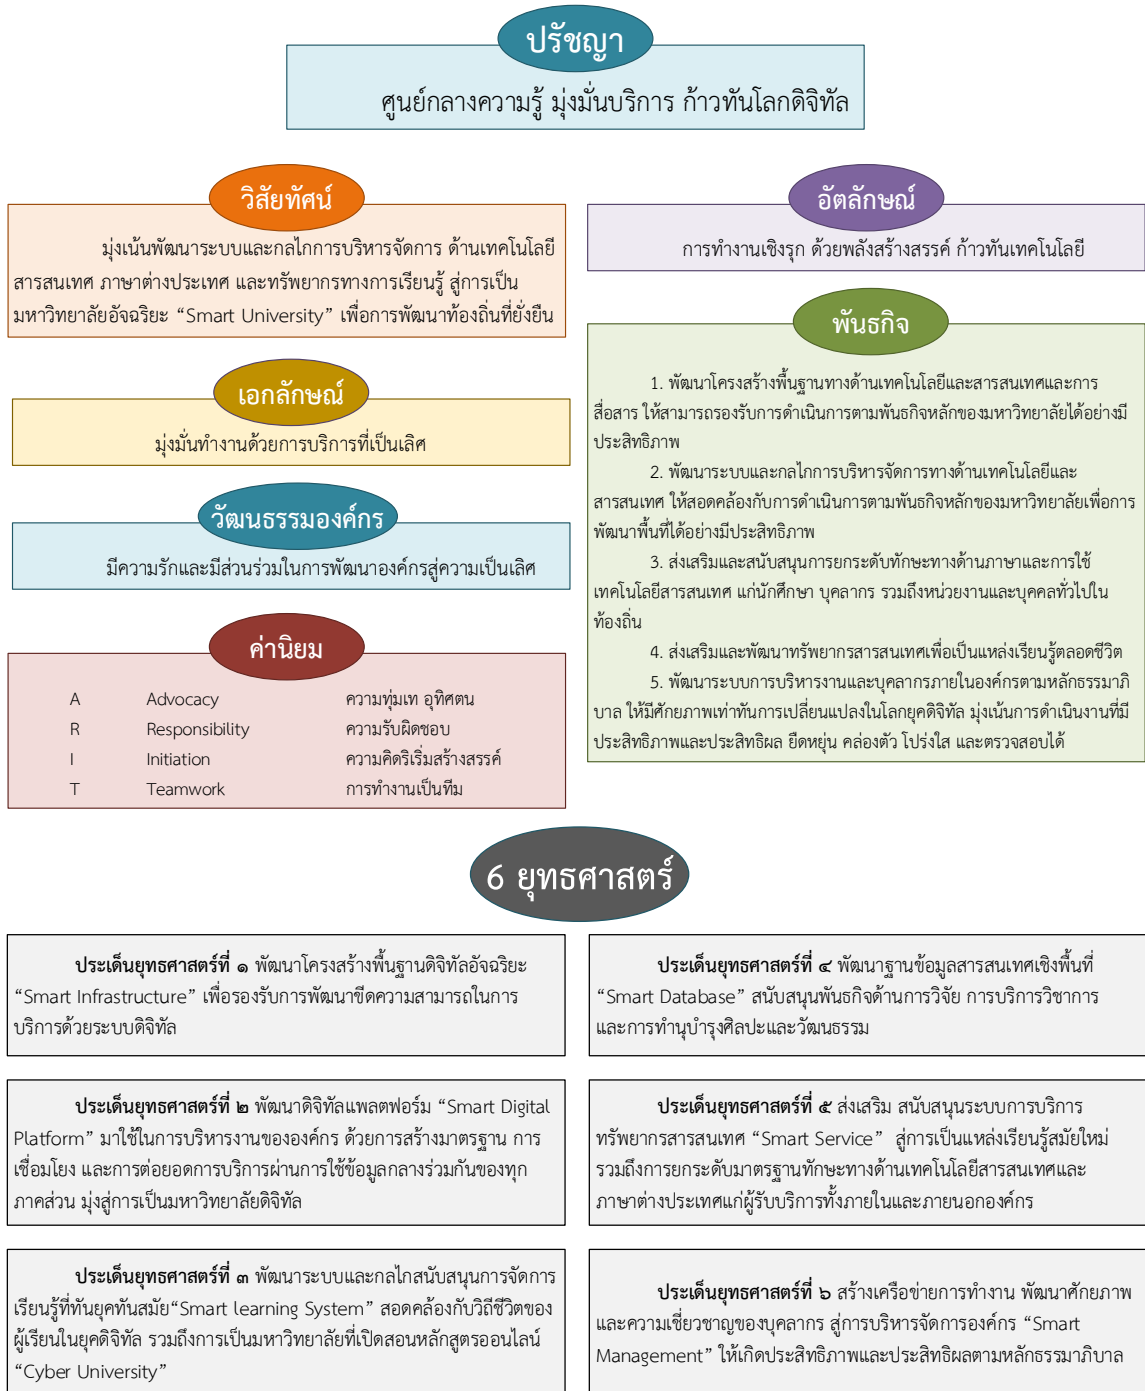 ปรัชญา
ศูนย์กลางความรู้ มุ่งมั่นบริการ ก้าวทันโลกดิจิทัล
วิสัยทัศน์
มุ่งเน้นพัฒนาระบบและกลไกการบริหารจัดการ ด้านเทคโนโลยี
สารสนเทศ ภาษาต่างประเทศ และทรัพยากรทางการเรียนรู้ สู่การเป็น
มหาวิทยาลัยอัจฉริยะ “Smart University” เพื่อการพัฒนาท้องถิ่นที่ยั่งยืน
เอกลักษณ์
มุ่งมั่นทำงานด้วยการบริการที่เป็นเลิศ
วัฒนธรรมองค์กร
มีความรักและมีส่วนร่วมในการพัฒนาองค์กรสู่ความเป็นเลิศ
ค่านิยม
A Advocacy ความทุ่มเท อุทิศตน
R Responsibility ความรับผิดชอบ
I Initiation ความคิดริเริ่มสร้างสรรค์
T Teamwork การทำงานเป็นทีม
อัตลักษณ์
การทำงานเชิงรุก ด้วยพลังสร้างสรรค์ ก้าวทันเทคโนโลยี
พันธกิจ
1. พัฒนาโครงสร้างพื้นฐานทางด้านเทคโนโลยีและสารสนเทศและการ
สื่อสาร ให้สามารถรองรับการดำเนินการตามพันธกิจหลักของมหาวิทยาลัยได้อย่างมี
ประสิทธิภาพ
2. พัฒนาระบบและกลไกการบริหารจัดการทางด้านเทคโนโลยีและ
สารสนเทศ ให้สอดคล้องกับการดำเนินการตามพันธกิจหลักของมหาวิทยาลัยเพื่อการ
พัฒนาพื้นที่ได้อย่างมีประสิทธิภาพ
3. ส่งเสริมและสนับสนุนการยกระดับทักษะทางด้านภาษาและการใช้
เทคโนโลยีสารสนเทศ แก่นักศึกษา บุคลากร รวมถึงหน่วยงานและบุคคลทั่วไปใน
ท้องถิ่น
4. ส่งเสริมและพัฒนาทรัพยากรสารสนเทศเพื่อเป็นแหล่งเรียนรู้ตลอดชีวิต
5. พัฒนาระบบการบริหารงานและบุคลากรภายในองค์กรตามหลักธรรมาภิ
บาล ให้มีศักยภาพเท่าทันการเปลี่ยนแปลงในโลกยุคดิจิทัล มุ่งเน้นการดำเนินงานที่มี
ประสิทธิภาพและประสิทธิผล ยืดหยุ่น คล่องตัว โปร่งใส และตรวจสอบได้
6 ยุทธศาสตร์
ประเด็นยุทธศาสตร์ที่ ๑ พัฒนาโครงสร้างพื้นฐานดิจิทัลอัจฉริยะ
“Smart Infrastructure” เพื่อรองรับการพัฒนาขีดความสามารถในการ
บริการด้วยระบบดิจิทัล
ประเด็นยุทธศาสตร์ที่ ๒ พัฒนาดิจิทัลแพลตฟอร์ม “Smart Digital
Platform” มาใช้ในการบริหารงานขององค์กร ด้วยการสร้างมาตรฐาน การ
เชื่อมโยง และการต่อยอดการบริการผ่านการใช้ข้อมูลกลางร่วมกันของทุก
ภาคส่วน มุ่งสู่การเป็นมหาวิทยาลัยดิจิทัล
ประเด็นยุทธศาสตร์ที่ ๓ พัฒนาระบบและกลไกสนับสนุนการจัดการ
เรียนรู้ที่ทันยุคทันสมัย“Smart learning System” สอดคล้องกับวิถีชีวิตของ
ผู้เรียนในยุคดิจิทัล รวมถึงการเป็นมหาวิทยาลัยที่เปิดสอนหลักสูตรออนไลน์
“Cyber University”
ประเด็นยุทธศาสตร์ที่ ๔ พัฒนาฐานข้อมูลสารสนเทศเชิงพื้นที่
“Smart Database” สนับสนุนพันธกิจด้านการวิจัย การบริการวิชาการ
และการทำนุบำรุงศิลปะและวัฒนธรรม
ประเด็นยุทธศาสตร์ที่ ๕ ส่งเสริม สนับสนุนระบบการบริการ
ทรัพยากรสารสนเทศ “Smart Service” สู่การเป็นแหล่งเรียนรู้สมัยใหม่
รวมถึงการยกระดับมาตรฐานทักษะทางด้านเทคโนโลยีสารสนเทศและ
ภาษาต่างประเทศแก่ผู้รับบริการทั้งภายในและภายนอกองค์กร
ประเด็นยุทธศาสตร์ที่ ๖ สร้างเครือข่ายการทำงาน พัฒนาศักยภาพ
และความเชี่ยวชาญของบุคลากร สู่การบริหารจัดการองค์กร “Smart
Management” ให้เกิดประสิทธิภาพและประสิทธิผลตามหลักธรรมาภิบาล